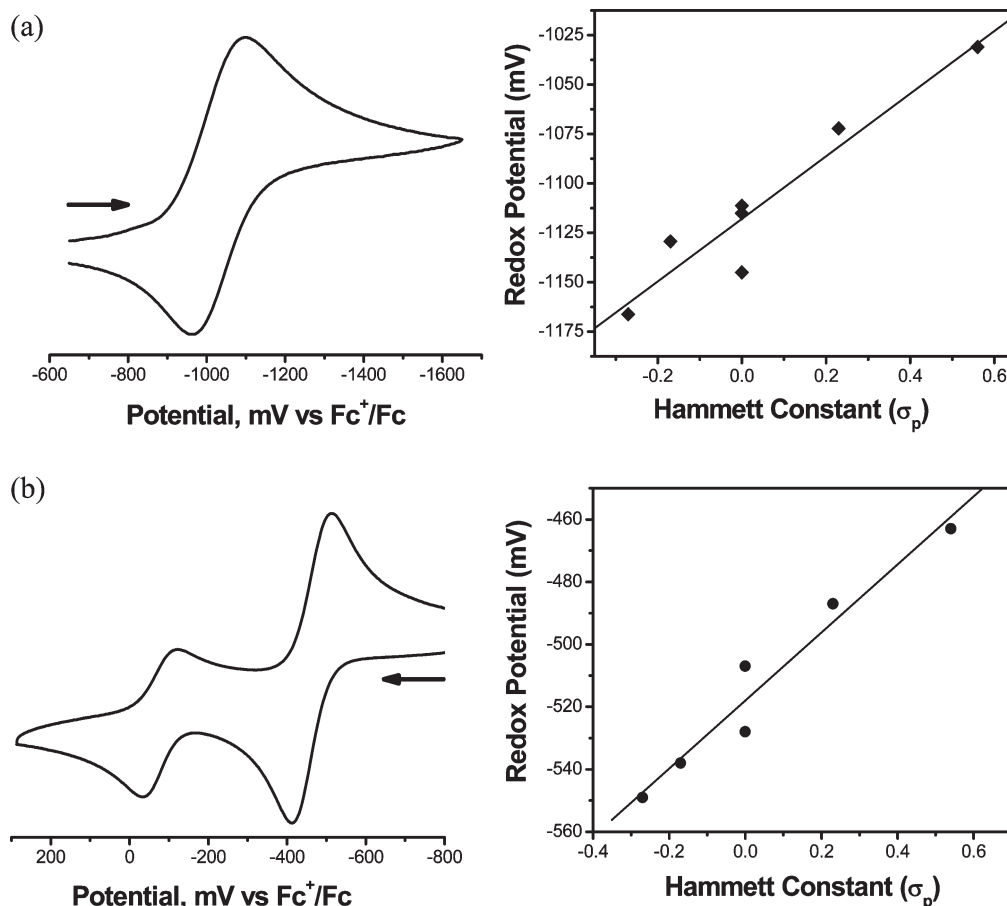 (a)
-600 -800 -1000 -1200 -1400 -1600
Potential, mV vs Fc⁺/Fc
Redox Potential (mV)
-1025
-1050
-1075
-1100
-1125
-1150
-1175
-0.2 0.0 0.2 0.4 0.6
Hammett Constant (σₚ)
(b)
200 0 -200 -400 -600 -800
Potential, mV vs Fc⁺/Fc
Redox Potential (mV)
-460
-480
-500
-520
-540
-560
-0.4 -0.2 0.0 0.2 0.4 0.6
Hammett Constant (σₚ)